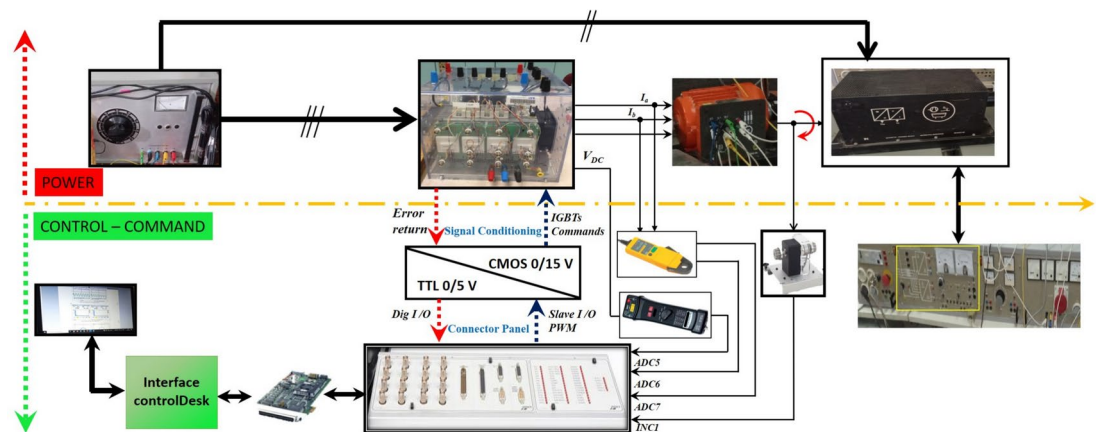 I_a
I_b
V_DC
POWER
CONTROL – COMMAND
Error
return
Signal Conditioning
IGBTs
Commands
CMOS 0/15 V
TTL 0/5 V
Dig I /O
Connector Panel
Slave I /O
PWM
Interface
controlDesk
ADC5
ADC6
ADC7
INC1